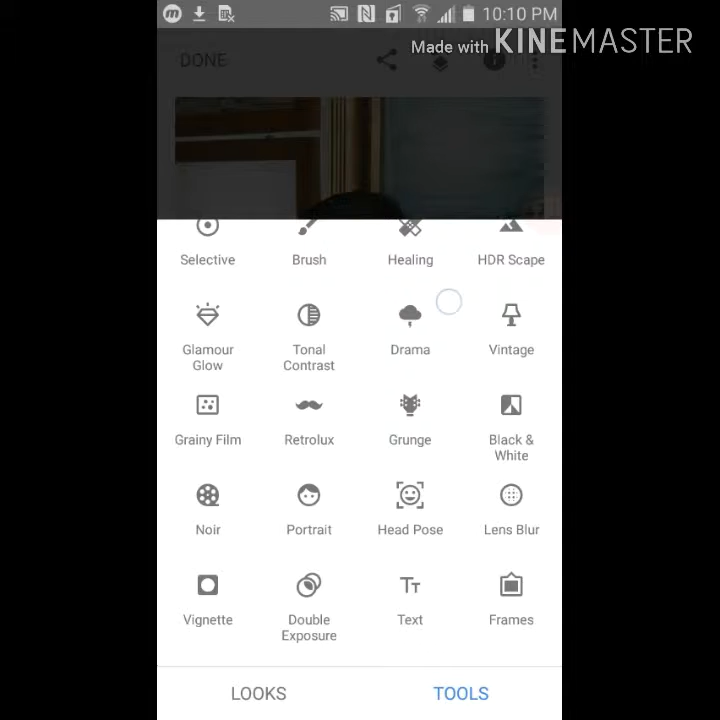 10:10 PM
Made with KINEMASTER
DONE
Selective Brush Healing HDR Scape
Glamour Glow Tonal Contrast Drama Vintage
Grainy Film Retrolux Grunge Black & White
Noir Portrait Head Pose Lens Blur
Vignette Double Exposure Text Frames
LOOKS TOOLS